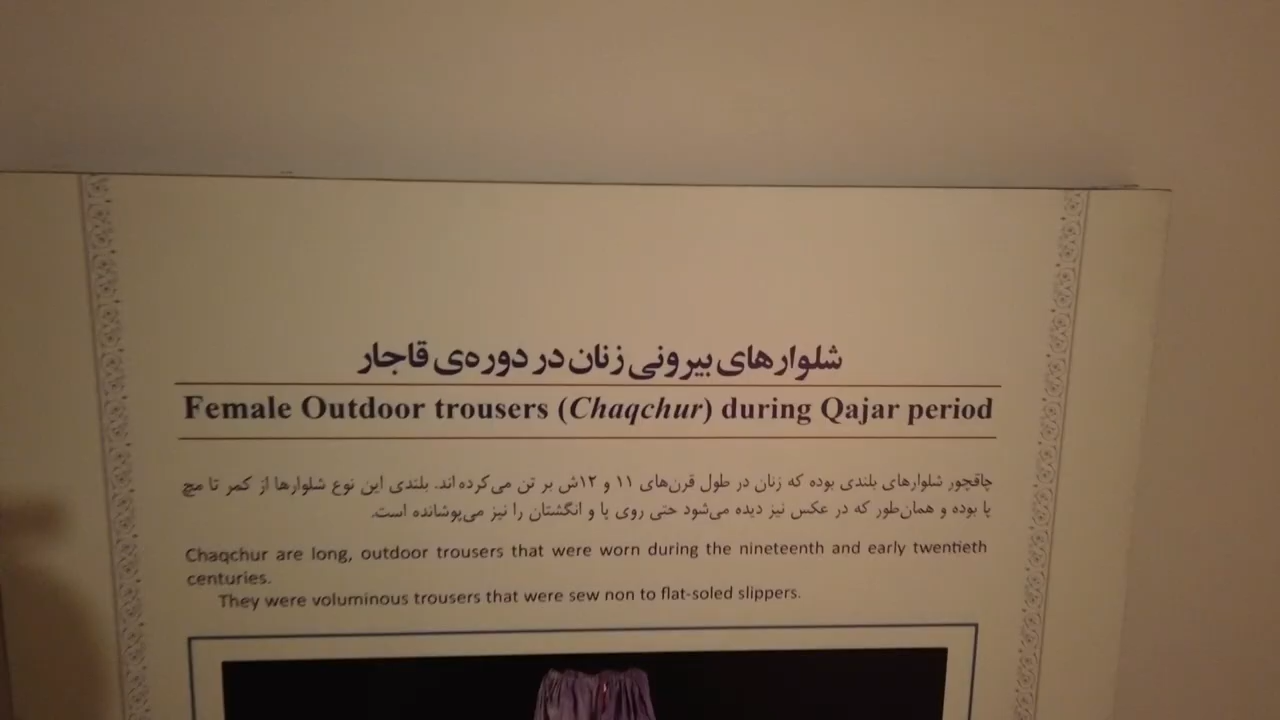 شلوارهای بیرونی زنان در دوره‌ی قاجار
Female Outdoor trousers (Chaqchur) during Qajar period
چاقچور شلوارهای بلندی بوده که زنان در طول قرن‌های ۱۱ و ۱۲ش بر تن می‌کرده اند. بلندی این نوع شلوارها از کمر تا مچ
پا بوده و همان‌طور که در عکس نیز دیده می‌شود حتی روی پا و انگشتان را نیز می‌پوشانده است.
Chaqchur are long, outdoor trousers that were worn during the nineteenth and early twentieth
centuries.
They were voluminous trousers that were sew non to flat-soled slippers.